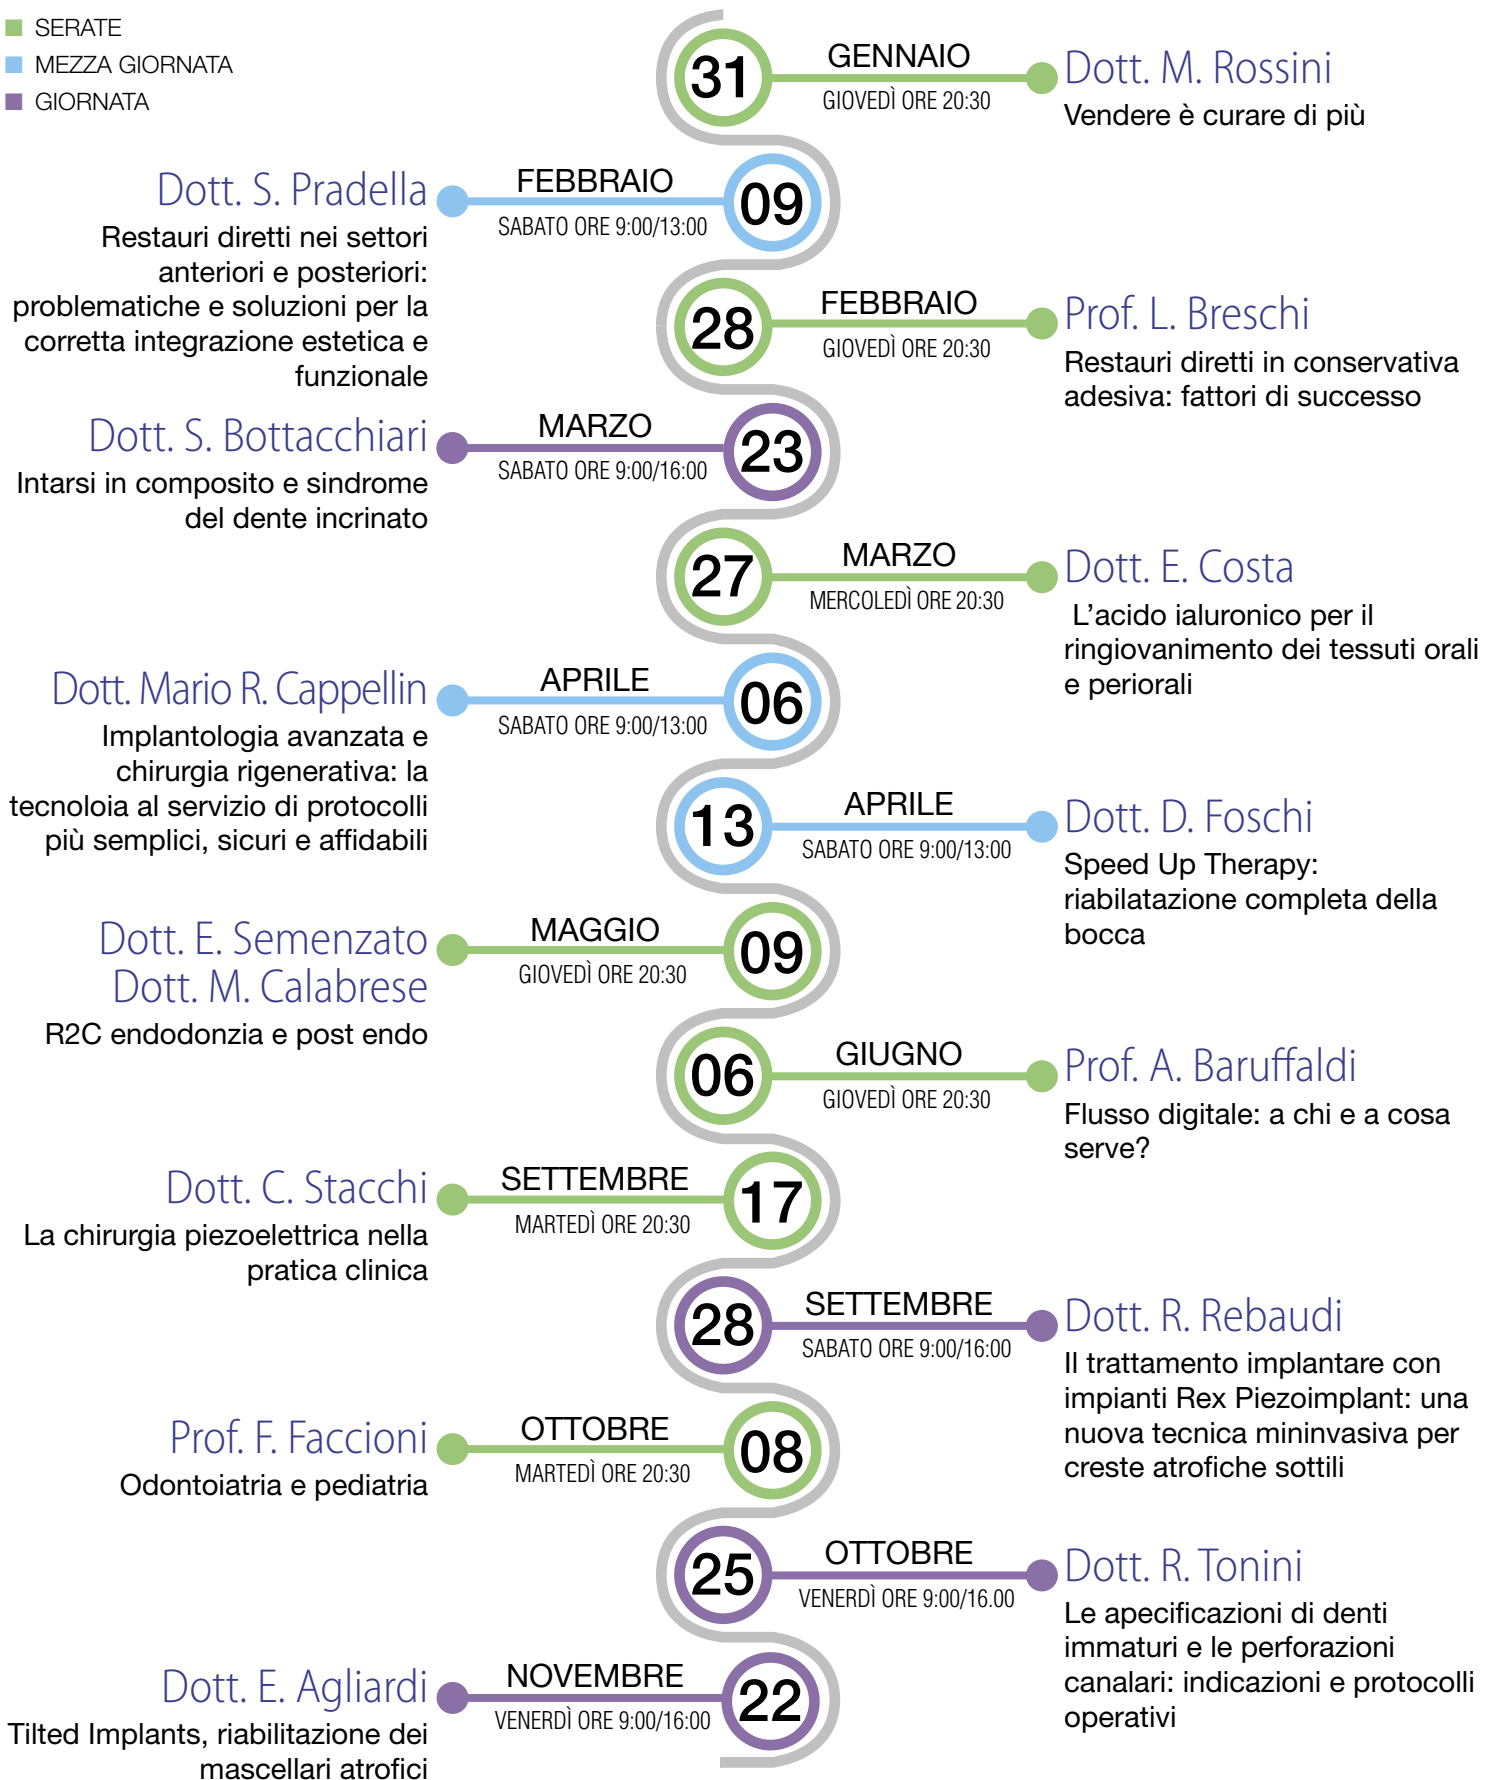 SERATE
MEZZA GIORNATA
GIORNATA
31
GENNAIO
GIOVEDÌ ORE 20:30
Dott. M. Rossini
Vendere è curare di più
Dott. S. Pradella
Restauri diretti nei settori
anteriori e posteriori:
problematiche e soluzioni per la
corretta integrazione estetica e
funzionale
FEBBRAIO
SABATO ORE 9:00/13:00
09
28
FEBBRAIO
GIOVEDÌ ORE 20:30
Prof. L. Breschi
Restauri diretti in conservativa
adesiva: fattori di successo
Dott. S. Bottacchiari
Intarsi in composito e sindrome
del dente incrinato
MARZO
SABATO ORE 9:00/16:00
23
27
MARZO
MERCOLEDÌ ORE 20:30
Dott. E. Costa
L'acido ialuronico per il
ringiovanimento dei tessuti orali
e periorali
Dott. Mario R. Cappellin
Implantologia avanzata e
chirurgia rigenerativa: la
tecnoloia al servizio di protocolli
più semplici, sicuri e affidabili
APRILE
SABATO ORE 9:00/13:00
06
13
APRILE
SABATO ORE 9:00/13:00
Dott. D. Foschi
Speed Up Therapy:
riabilatazione completa della
bocca
Dott. E. Semenzato
Dott. M. Calabrese
R2C endodonzia e post endo
MAGGIO
GIOVEDÌ ORE 20:30
09
06
GIUGNO
GIOVEDÌ ORE 20:30
Prof. A. Baruffaldi
Flusso digitale: a chi e a cosa
serve?
Dott. C. Stacchi
La chirurgia piezoelettrica nella
pratica clinica
SETTEMBRE
MARTEDÌ ORE 20:30
17
28
SETTEMBRE
SABATO ORE 9:00/16:00
Dott. R. Rebaudi
Il trattamento implantare con
impianti Rex Piezoimplant: una
nuova tecnica mininvasiva per
creste atrofiche sottili
Prof. F. Faccioni
Odontoiatria e pediatria
OTTOBRE
MARTEDÌ ORE 20:30
08
25
OTTOBRE
VENERDÌ ORE 9:00/16.00
Dott. R. Tonini
Le apecificazioni di denti
immaturi e le perforazioni
canalari: indicazioni e protocolli
operativi
Dott. E. Agliardi
Tilted Implants, riabilitazione dei
mascellari atrofici
NOVEMBRE
VENERDÌ ORE 9:00/16:00
22